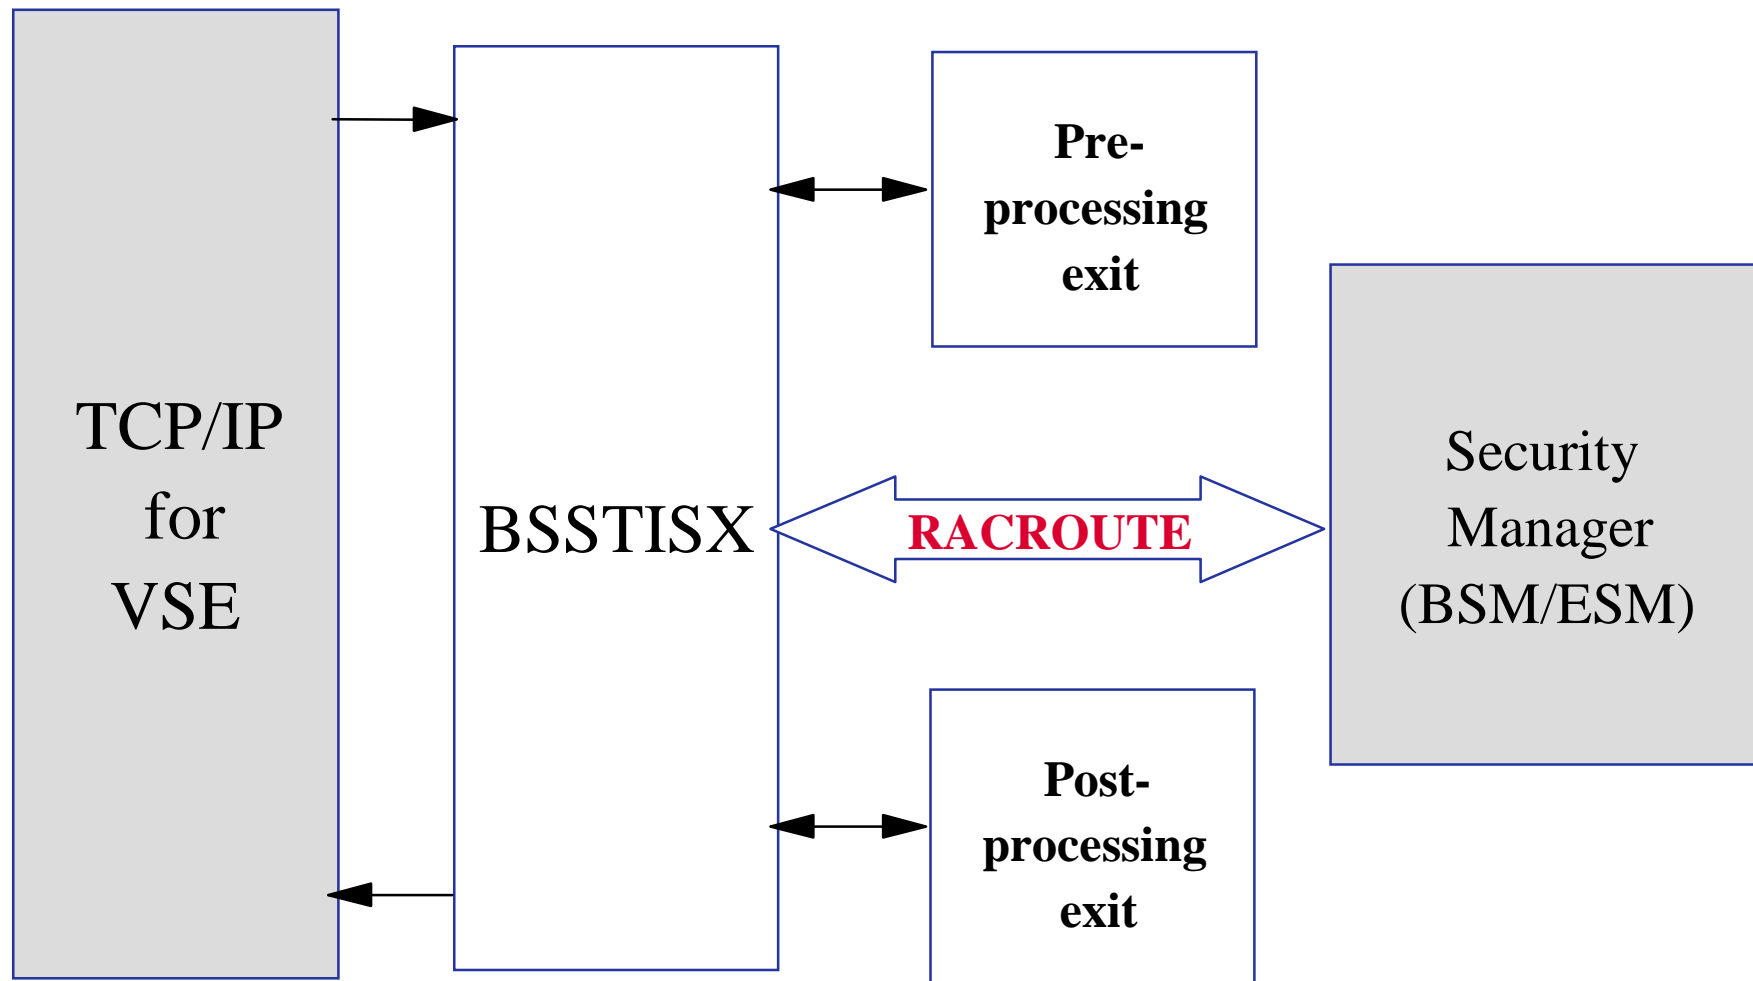 TCP/IP
for
VSE
BSSTISX
Pre-
processing
exit
RACROUTE
Security
Manager
(BSM/ESM)
Post-
processing
exit